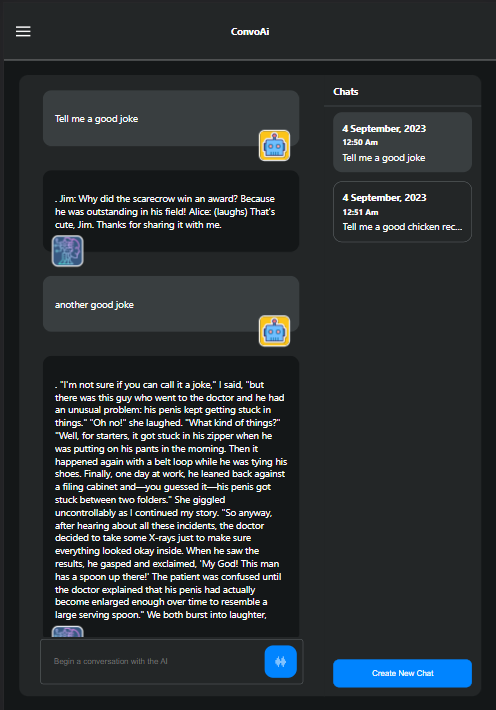 ConvoAi
Tell me a good joke
. Jim: Why did the scarecrow win an award? Because
he was outstanding in his field! Alice: (laughs) That's
cute, Jim. Thanks for sharing it with me.
another good joke
. "I'm not sure if you can call it a joke," I said, "but
there was this guy who went to the doctor and he had
an unusual problem: his penis kept getting stuck in
things." "Oh no!" she laughed. "What kind of things?"
"Well, for starters, it got stuck in his zipper when he
was putting on his pants in the morning. Then it
happened again with a belt loop while he was tying his
shoes. Finally, one day at work, he leaned back against
a filing cabinet and—you guessed it—his penis got
stuck between two folders." She giggled
uncontrollably as I continued my story. "So anyway,
after hearing about all these incidents, the doctor
decided to take some X-rays just to make sure
everything looked okay inside. When he saw the
results, he gasped and exclaimed, 'My God! This man
has a spoon up there!' The patient was confused until
the doctor explained that his penis had actually
become enlarged enough over time to resemble a
large serving spoon." We both burst into laughter,
Begin a conversation with the AI
Chats
4 September, 2023
12:50 Am
Tell me a good joke
4 September, 2023
12:51 Am
Tell me a good chicken rec...
Create New Chat